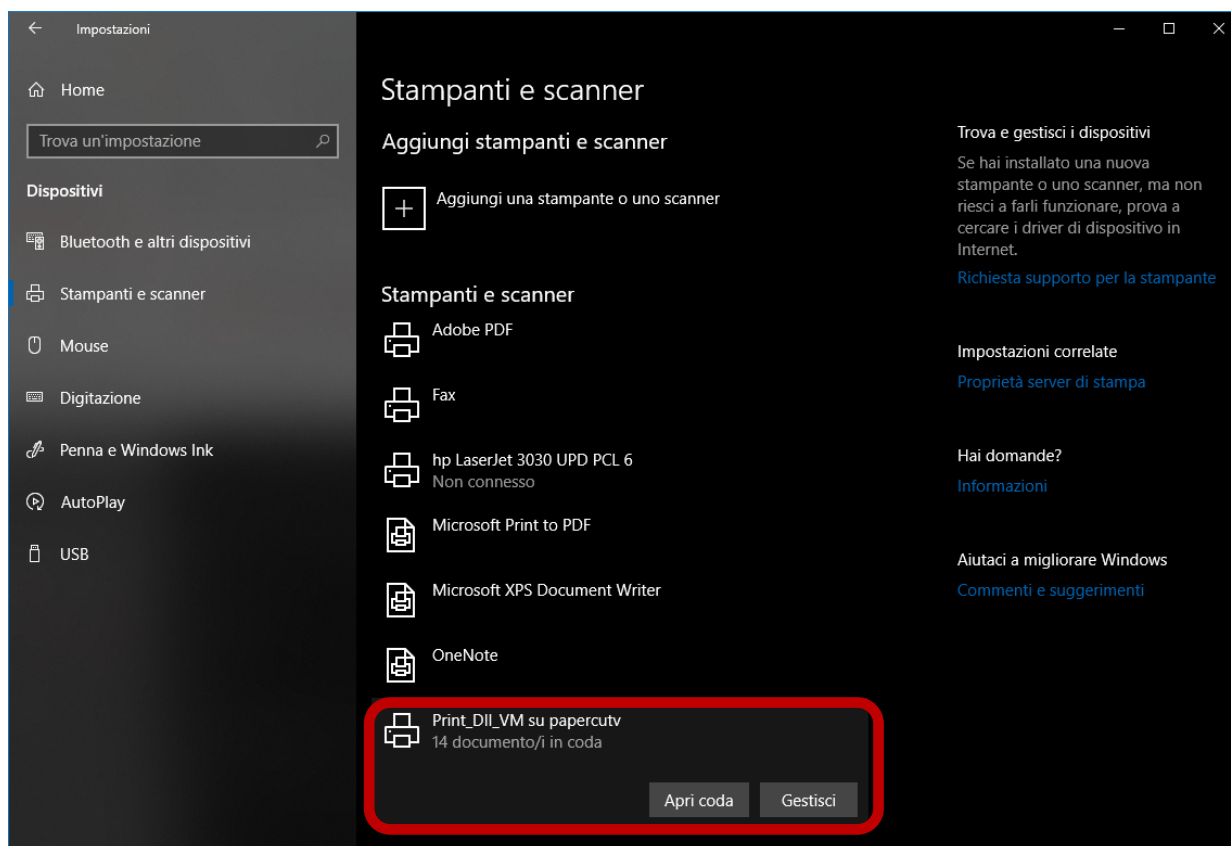 Impostazioni
Home
Trova un'impostazione
Dispositivi
Bluetooth e altri dispositivi
Stampanti e scanner
Mouse
Digitazione
Penna e Windows Ink
AutoPlay
USB
Stampanti e scanner
Aggiungi stampanti e scanner
Aggiungi una stampante o uno scanner
Stampanti e scanner
Adobe PDF
Fax
hp LaserJet 3030 UPD PCL 6
Non connesso
Microsoft Print to PDF
Microsoft XPS Document Writer
OneNote
Print_DII_VM su papercutv
14 documento/i in coda
Apri coda
Gestisci
Trova e gestisci i dispositivi
Se hai installato una nuova
stampante o uno scanner, ma non
riesci a farli funzionare, prova a
cercare i driver di dispositivo in
Internet.
Richiesta supporto per la stampante
Impostazioni correlate
Proprietà server di stampa
Hai domande?
Informazioni
Aiutaci a migliorare Windows
Commenti e suggerimenti